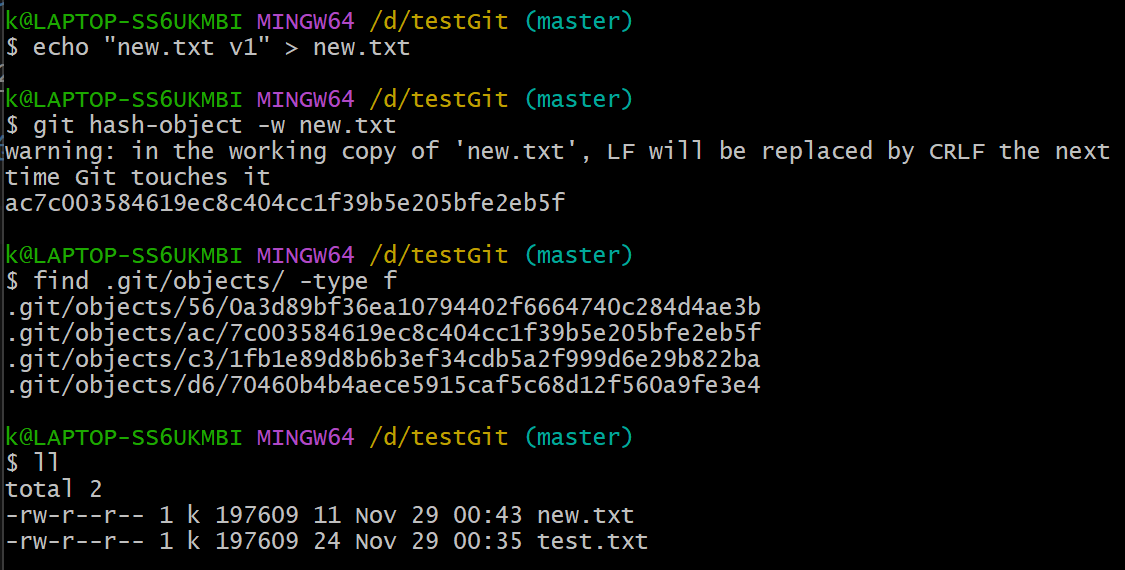 k@LAPTOP-SS6UKMBI MINGW64 /d/testGit (master)
$ echo "new.txt v1" > new.txt
k@LAPTOP-SS6UKMBI MINGW64 /d/testGit (master)
$ git hash-object -w new.txt
warning: in the working copy of 'new.txt', LF will be replaced by CRLF the next
time Git touches it
ac7c003584619ec8c404cc1f39b5e205bfe2eb5f
k@LAPTOP-SS6UKMBI MINGW64 /d/testGit (master)
$ find .git/objects/ -type f
.git/objects/56/0a3d89bf36ea10794402f6664740c284d4ae3b
.git/objects/ac/7c003584619ec8c404cc1f39b5e205bfe2eb5f
.git/objects/c3/1fb1e89d8b6b3ef34cdb5a2f999d6e29b822ba
.git/objects/d6/70460b4b4aece5915caf5c68d12f560a9fe3e4
k@LAPTOP-SS6UKMBI MINGW64 /d/testGit (master)
$ ll
total 2
-rw-r--r-- 1 k 197609 11 Nov 29 00:43 new.txt
-rw-r--r-- 1 k 197609 24 Nov 29 00:35 test.txt